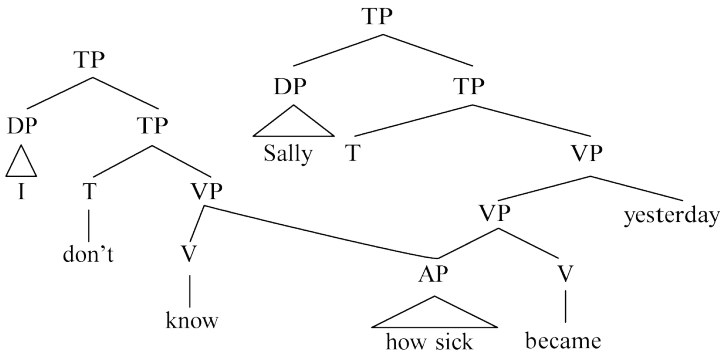 TP
TP
DP TP
DP TP
Sally T VP
I T VP
VP yesterday
don't V AP V
know how sick became